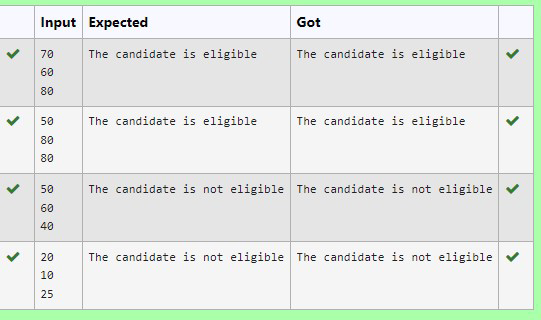 Input Expected Got
70 The candidate is eligible The candidate is eligible
60
80
50 The candidate is eligible The candidate is eligible
80
80
50 The candidate is not eligible The candidate is not eligible
60
40
20 The candidate is not eligible The candidate is not eligible
10
25